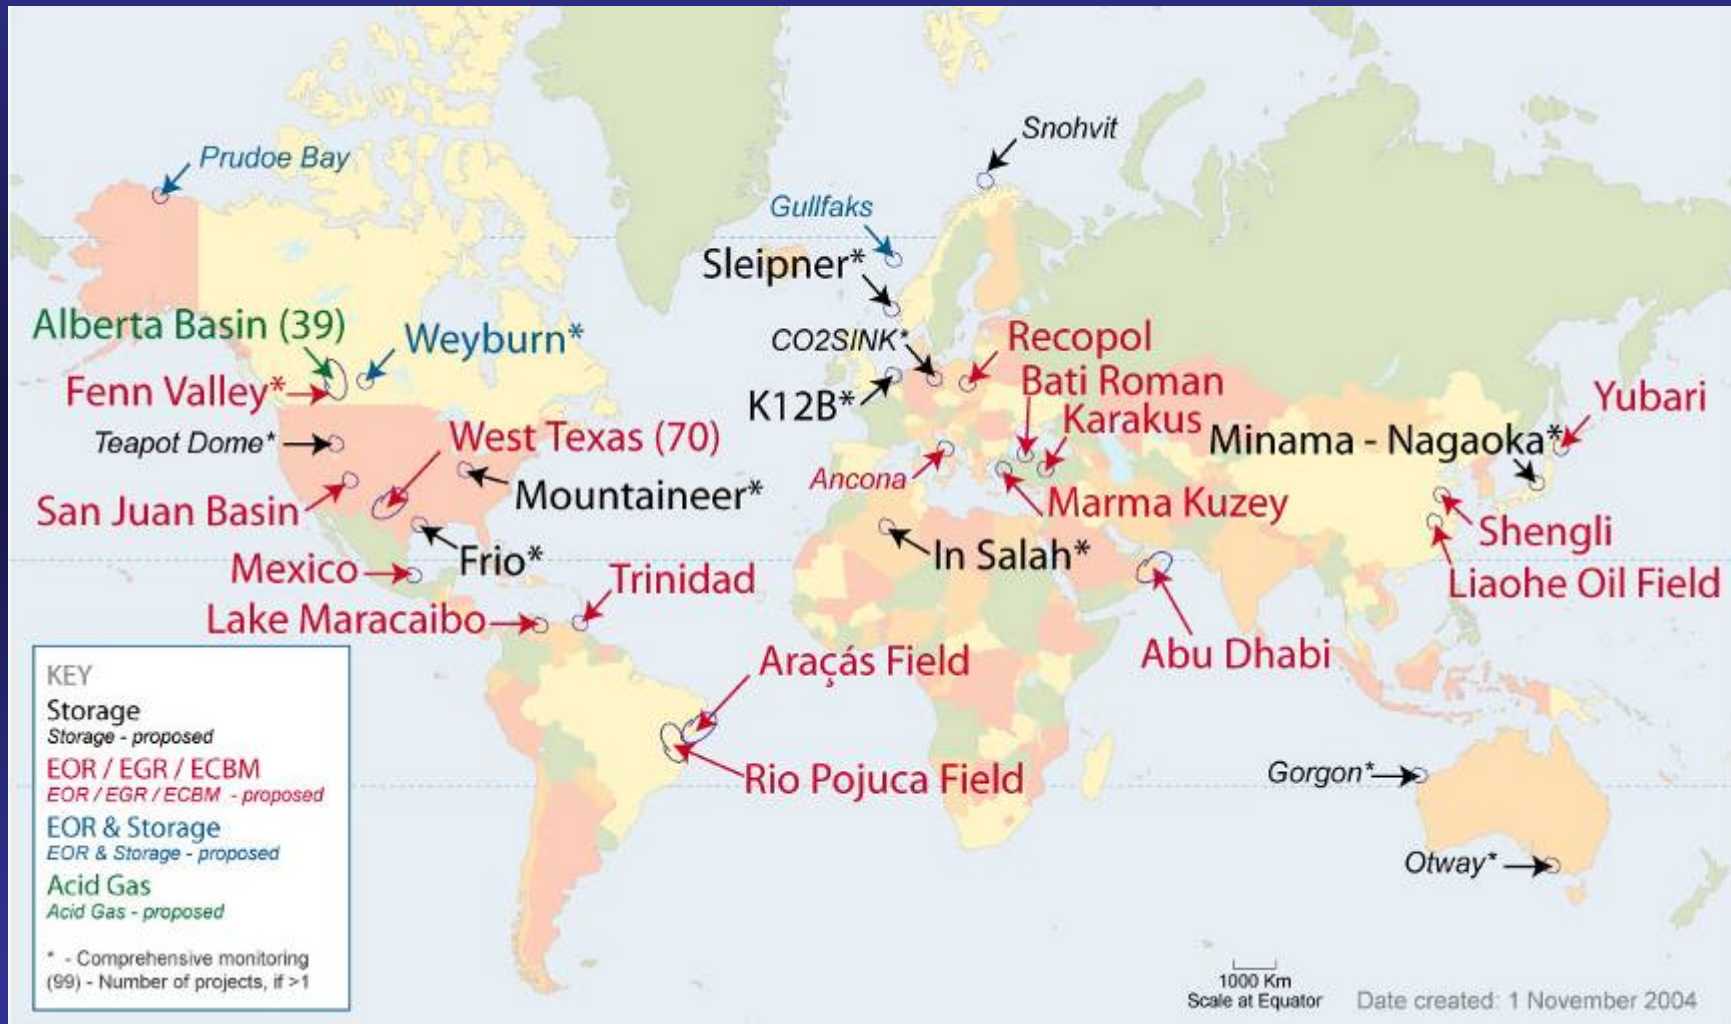 Snohvit
Prudoe Bay
Gullfaks
Sleipner*
Alberta Basin (39)
Weyburn*
CO2SINK*
Recopol
Fenn Valley*
K12B*
Bati Roman
Yubari
Karakus
Teapot Dome*
West Texas (70)
Minama - Nagaoka*
Ancona
San Juan Basin
Mountaineer*
Marma Kuzey
Shengli
Frio*
In Salah*
Mexico
Trinidad
Liaohe Oil Field
Lake Maracaibo
Abu Dhabi
Araçás Field
Rio Pojuca Field
Gorgon*
Otway*
KEY
Storage
Storage - proposed
EOR / EGR / ECBM
EOR / EGR / ECBM - proposed
EOR & Storage
EOR & Storage - proposed
Acid Gas
Acid Gas - proposed
* - Comprehensive monitoring
(99) - Number of projects, if >1
1000 Km
Scale at Equator
Date created: 1 November 2004